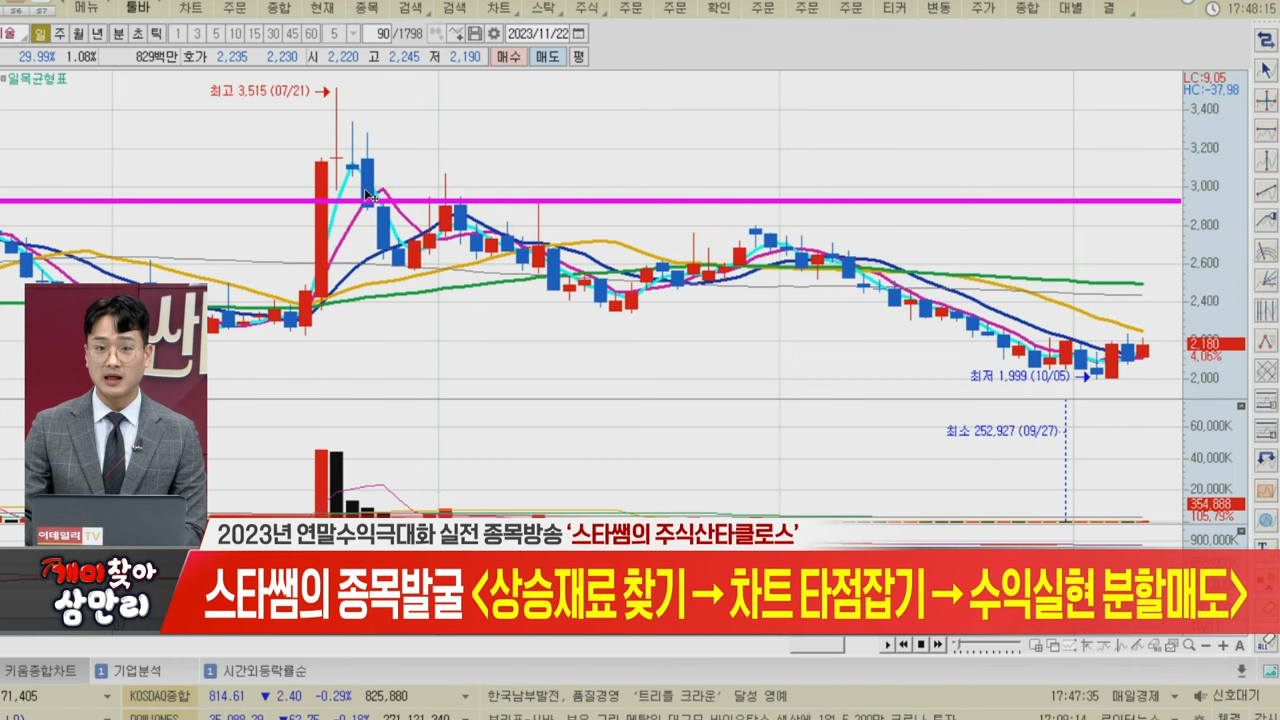 메뉴 툴바 차트 주문 종합 현재 종목 검색 검색 차트 스탁 주식 주문 주문 확인 주문 주문 주문 티커 변동 주가 종합 대별 결
17:48:15
술 일 주 월 년 분 초 틱 1 3 5 10 15 30 45 60 5 90 /1798 2023/11/22
29.99% 1.08% 829백만 호가 2,235 2,230 시 2,220 고 2,245 저 2,190 매수 매도 평
일목균형표
LC:9,05
HC:-37,98
최고 3,515 (07/21)
3,400
3,200
3,000
2,800
2,600
2,400
2,180
4,06%
최저 1,999 (10/05)
2,000
최소 252,927 (09/27)
60,000K
40,000K
20,000K
354,888
105,79%
900,000K
산
이데일리TV
2023년 연말수익극대화 실전 종목방송 ‘스타쌤의 주식산타클로스’
개미찾아
삼만리
스타쌤의 종목발굴 <상승재료 찾기 → 차트 타점잡기 → 수익실현 분할매도>
키움종합차트 1 기업분석 1 시간외등락률순
71,405 KOSDAQ종합 814.61 ▼ 2.40 -0.29% 825,880 한국남부발전, 품질경영 ‘트리플 크라운’ 달성 영예 17:47:35 매일경제 신호대기